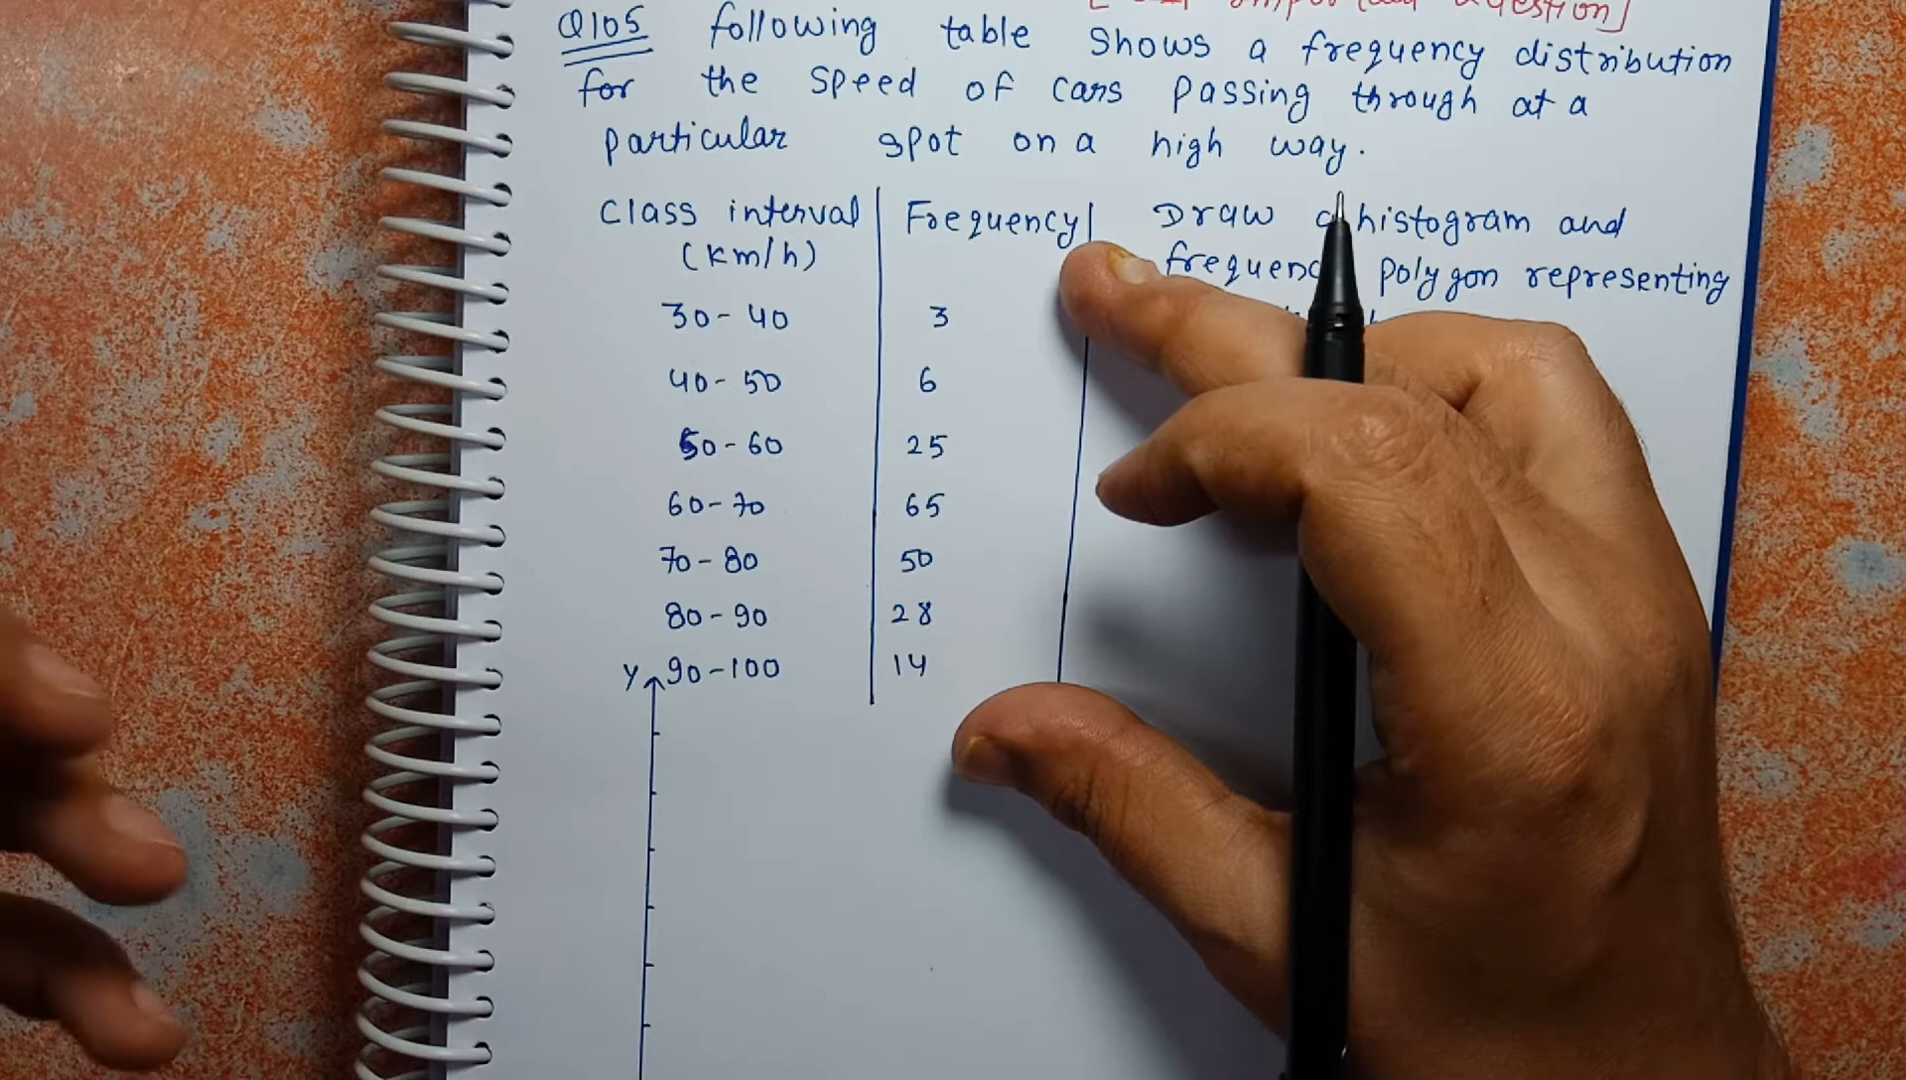 Question]
Q105 following table shows a frequency distribution
for the speed of cars passing through at a
particular spot on a high way.
Class interval
(Km/h)
Frequency
Draw a histogram and
frequency polygon representing
30-40 3
40-50 6
50-60 25
60-70 65
70-80 50
80-90 28
90-100 14
Y